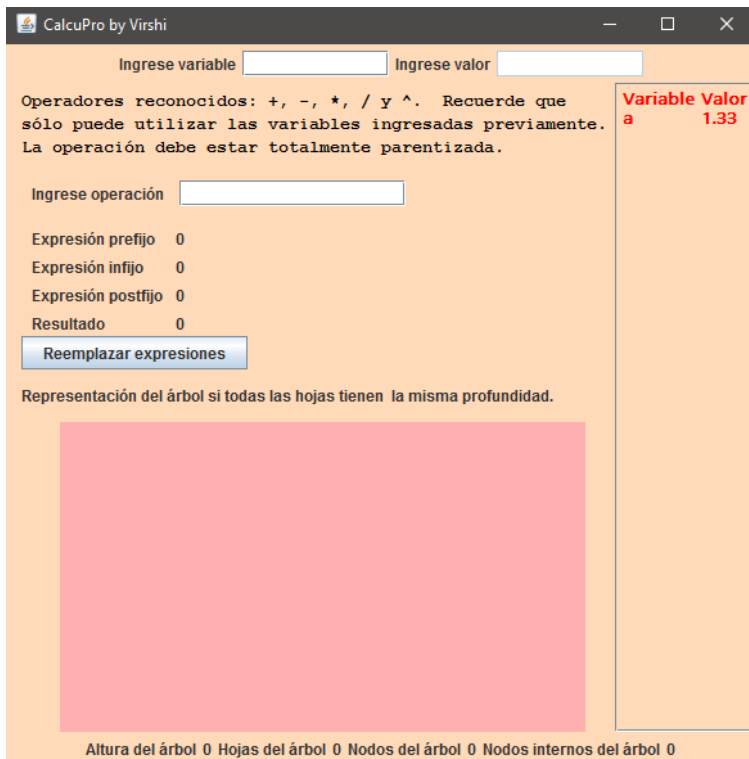 CalcuPro by Virshi
Ingrese variable Ingrese valor
Operadores reconocidos: +, -, *, / y ^. Recuerde que
sólo puede utilizar las variables ingresadas previamente.
La operación debe estar totalmente parentizada.
Variable Valor
a 1.33
Ingrese operación
Expresión prefijo 0
Expresión infijo 0
Expresión postfijo 0
Resultado 0
Reemplazar expresiones
Representación del árbol si todas las hojas tienen la misma profundidad.
Altura del árbol 0 Hojas del árbol 0 Nodos del árbol 0 Nodos internos del árbol 0